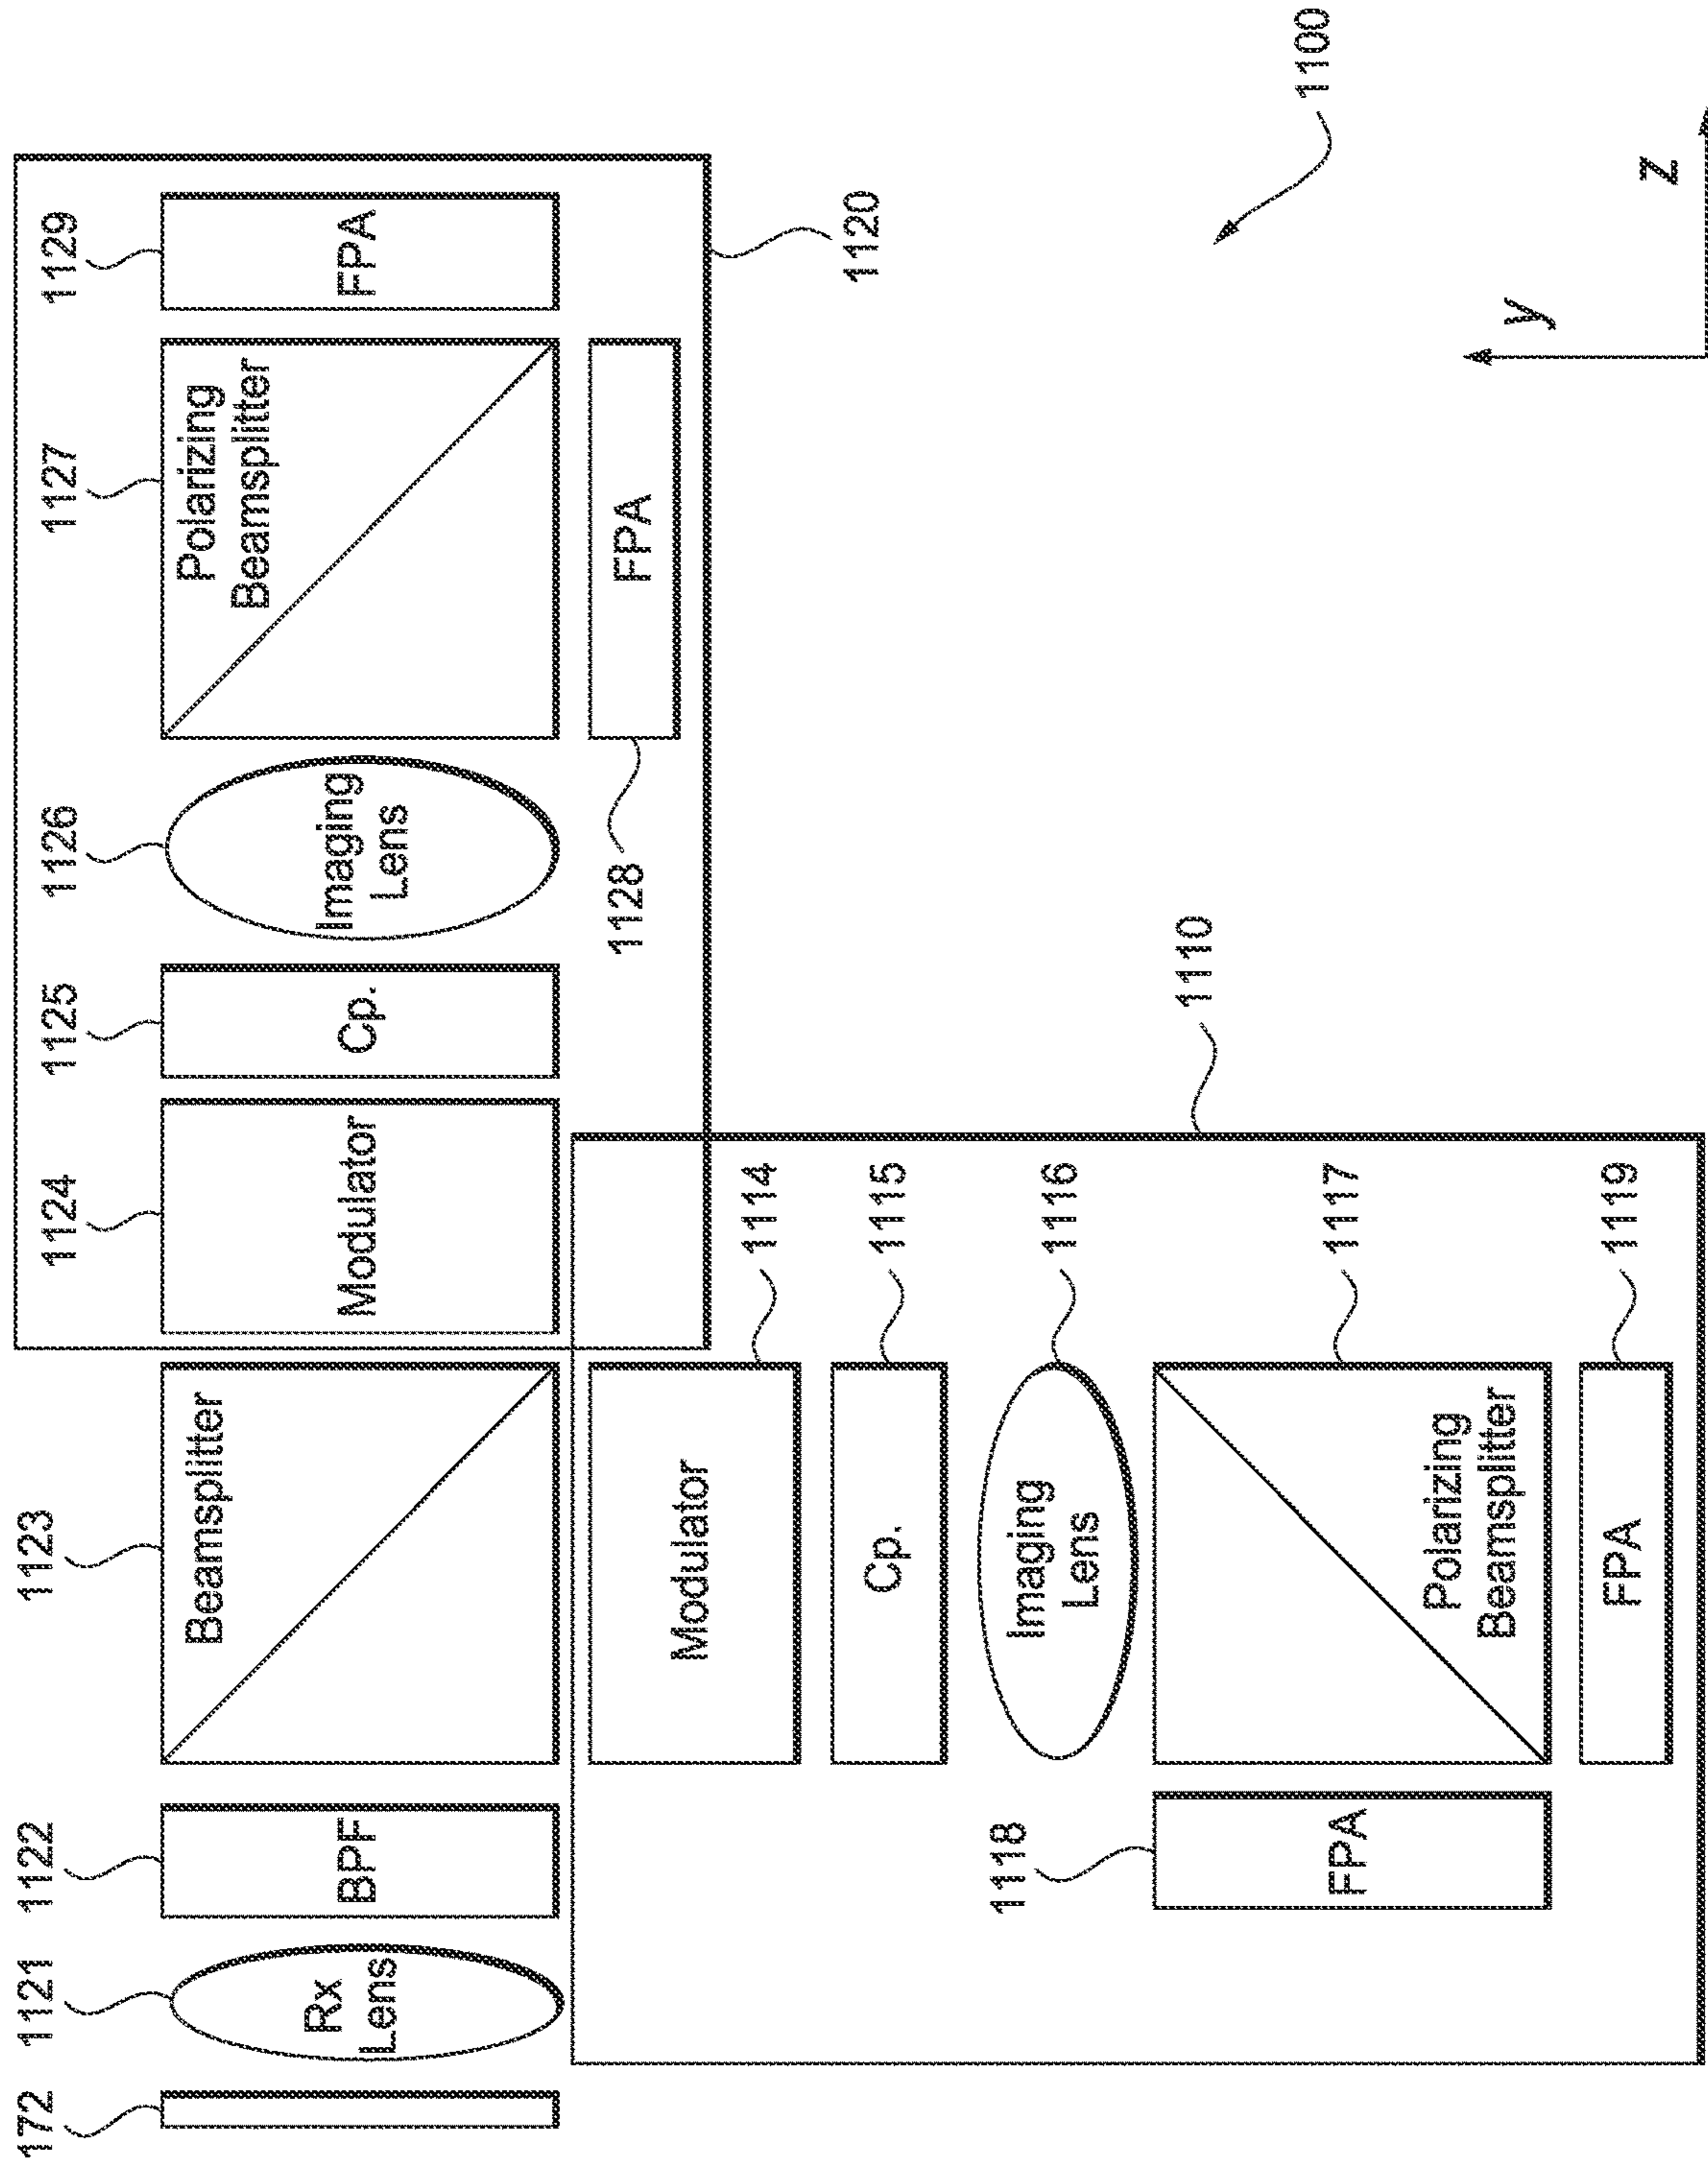 172
1121
1122
1123
1124
1125
1126
1127
1129
Rx
Lens
BPF
Beamsplitter
Modulator
Cp.
Imaging
Lens
Polarizing
Beamsplitter
FPA
FPA
1128
1120
Modulator
1114
Cp.
1115
Imaging
Lens
1116
1110
1118
FPA
Polarizing
Beamsplitter
1117
FPA
1119
1100
y
z